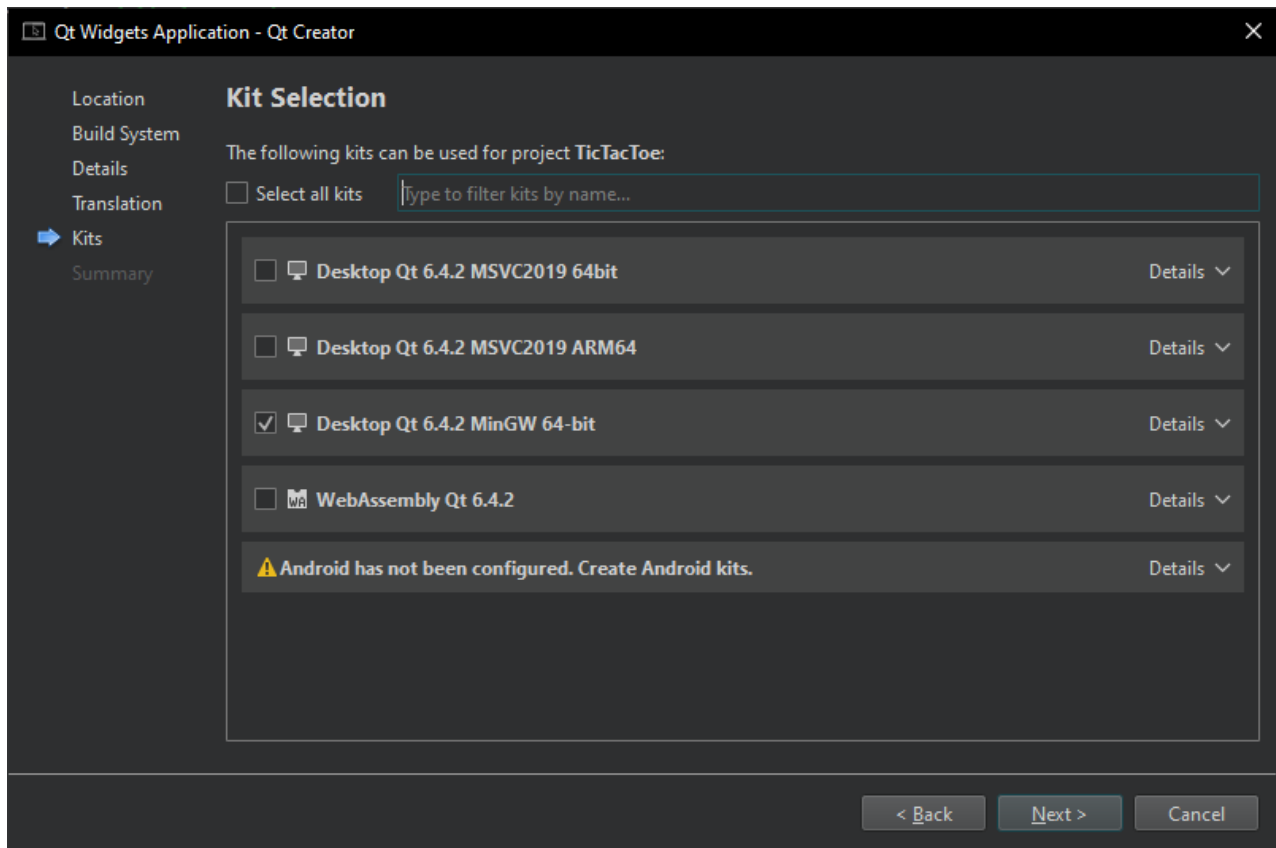 Qt Widgets Application - Qt Creator
Location
Build System
Details
Translation
Kits
Summary
Kit Selection
The following kits can be used for project TicTacToe:
Select all kits
Type to filter kits by name...
Desktop Qt 6.4.2 MSVC2019 64bit
Details
Desktop Qt 6.4.2 MSVC2019 ARM64
Details
Desktop Qt 6.4.2 MinGW 64-bit
Details
WA
WebAssembly Qt 6.4.2
Details
Android has not been configured. Create Android kits.
Details
< Back
Next >
Cancel